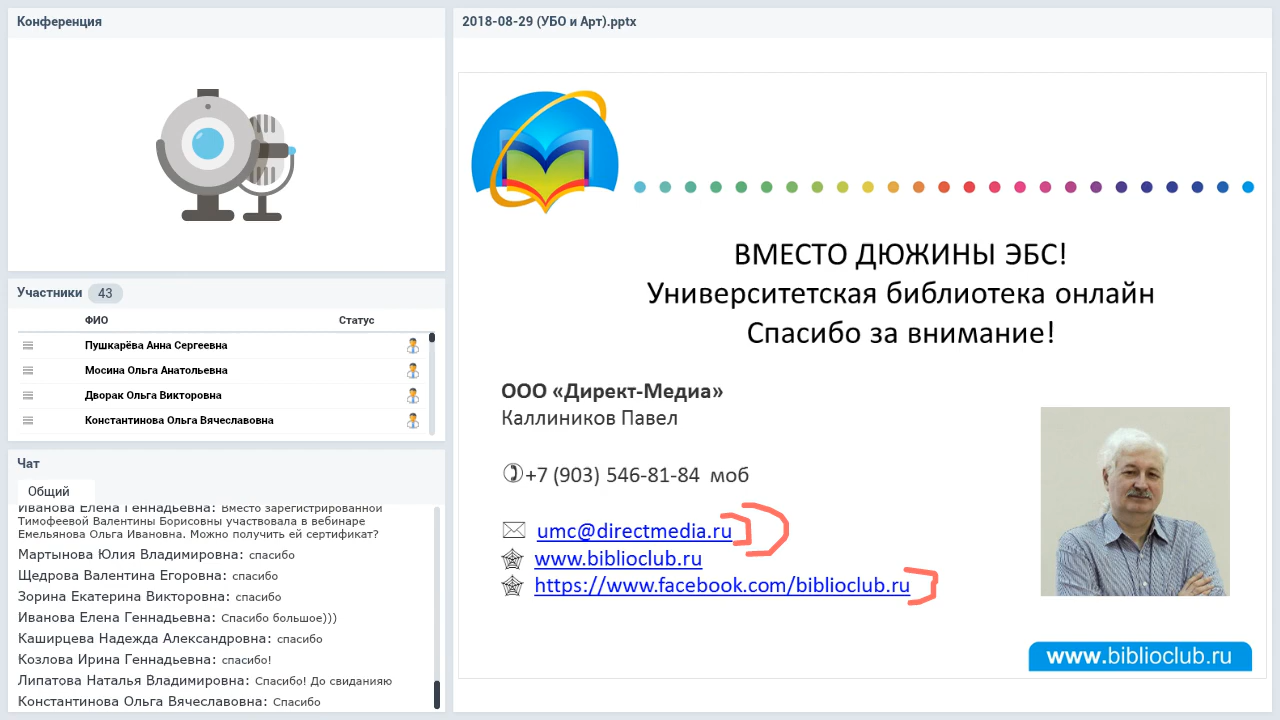 Конференция
Участники 43
ФИО Статус
Пушкарёва Анна Сергеевна
Мосина Ольга Анатольевна
Дворак Ольга Викторовна
Константинова Ольга Вячеславовна
Чат
Общий
Иванова Елена Геннадьевна: Вместо зарегистрированной
Тимофеевой Валентины Борисовны участвовала в вебинаре
Емельянова Ольга Ивановна. Можно получить ей сертификат?
Мартынова Юлия Владимировна: спасибо
Щедрова Валентина Егоровна: спасибо
Зорина Екатерина Викторовна: спасибо
Иванова Елена Геннадьевна: Спасибо большое)))
Каширцева Надежда Александровна: спасибо
Козлова Ирина Геннадьевна: спасибо!
Липатова Наталья Владимировна: Спасибо! До свиданияю
Константинова Ольга Вячеславовна: Спасибо
2018-08-29 (УБО и Арт).pptx
ВМЕСТО ДЮЖИНЫ ЭБС!
Университетская библиотека онлайн
Спасибо за внимание!
ООО «Директ-Медиа»
Каллиников Павел
+7 (903) 546-81-84 моб
umc@directmedia.ru
www.biblioclub.ru
https://www.facebook.com/biblioclub.ru
www.biblioclub.ru